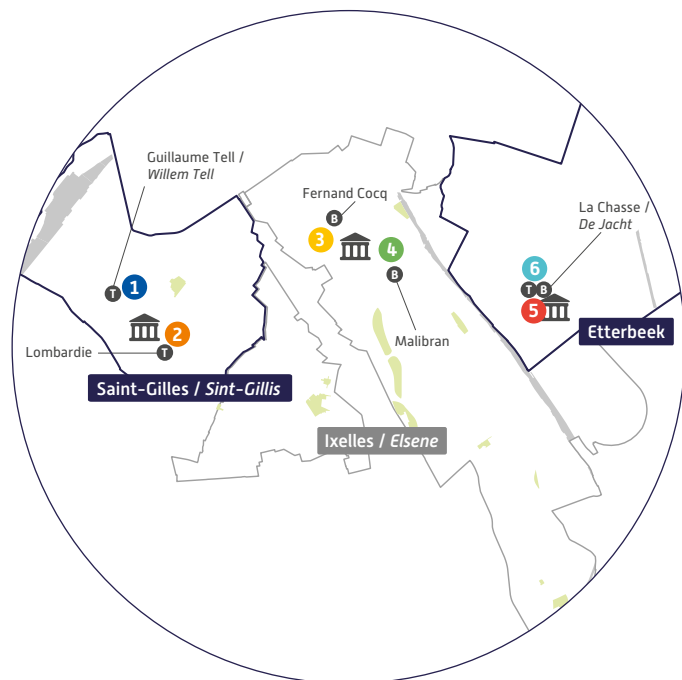 Guillaume Tell /
Willem Tell
Fernand Cocq
B
La Chasse /
De Jacht
3
4
6
B
T
1
T
B
5
2
Malibran
Lombardie
T
Etterbeek
Saint-Gilles / Sint-Gillis
Ixelles / Elsene